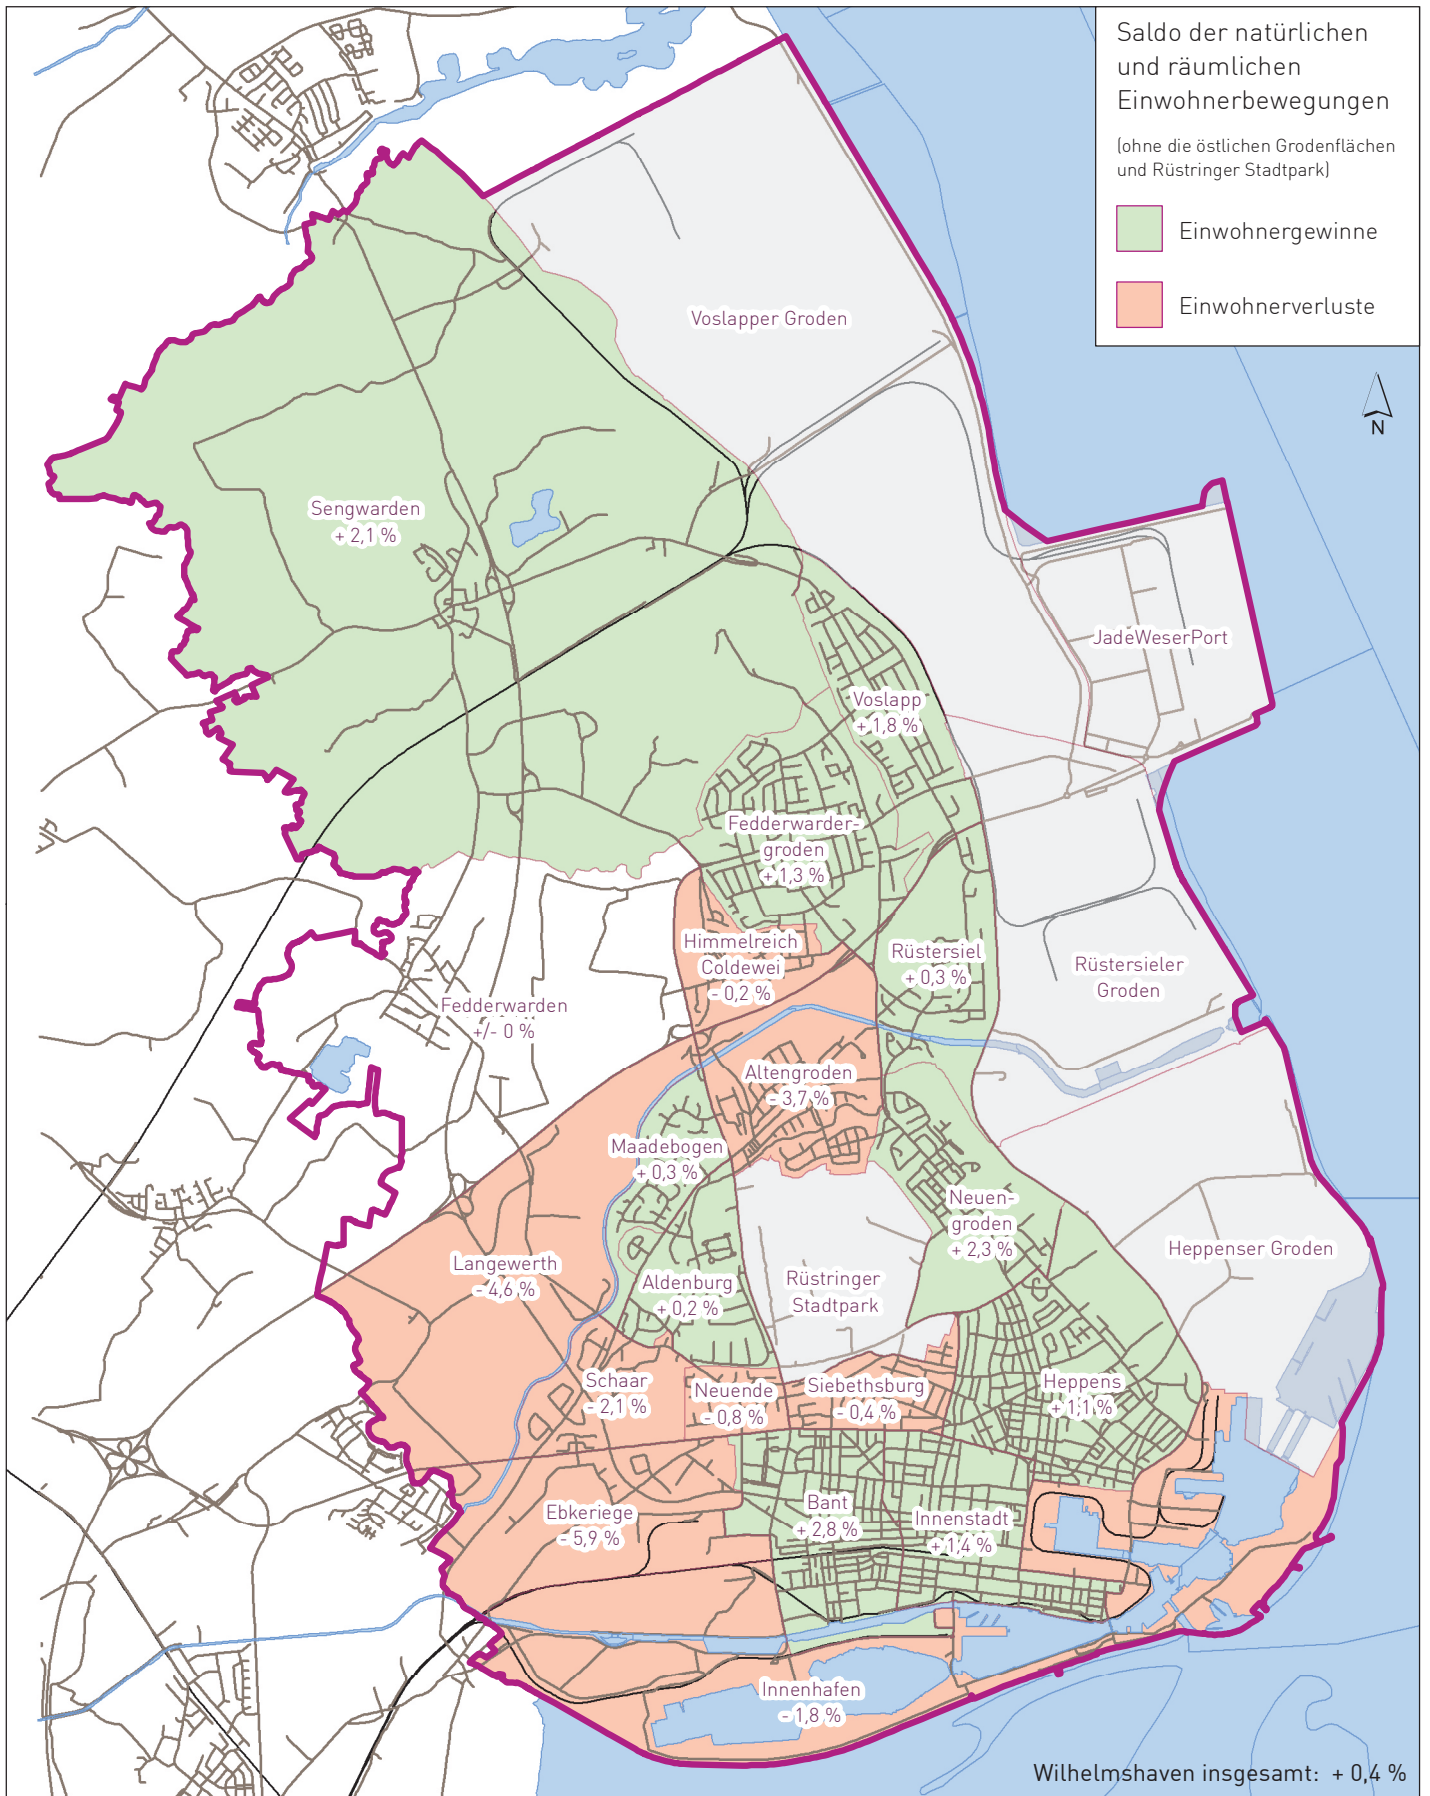 Saldo der natürlichen
und räumlichen
Einwohnerbewegungen
(ohne die östlichen Grodenflächen
und Rüstringer Stadtpark)
Einwohnergewinne
Einwohnerverluste
N
Voslapper Groden
Sengwarden
+ 2,1 %
JadeWeserPort
Voslapp
+ 1,8 %
Fedderwarder-
groden
+ 1,3 %
Himmelreich
Coldewei
- 0,2 %
Rüstersiel
+ 0,3 %
Rüstersieler
Groden
Fedderwarden
+/- 0 %
Altengroden
- 3,7 %
Maadebogen
+ 0,3 %
Neuen-
groden
+ 2,3 %
Heppenser Groden
Langewerth
- 4,6 %
Aldenburg
+ 0,2 %
Rüstringer
Stadtpark
Schaar
- 2,1 %
Neuende
- 0,8 %
Siebethsburg
- 0,4 %
Heppens
+ 1,1 %
Ebkeriege
- 5,9 %
Bant
+ 2,8 %
Innenstadt
+ 1,4 %
Innenhafen
- 1,8 %
Wilhelmshaven insgesamt: + 0,4 %